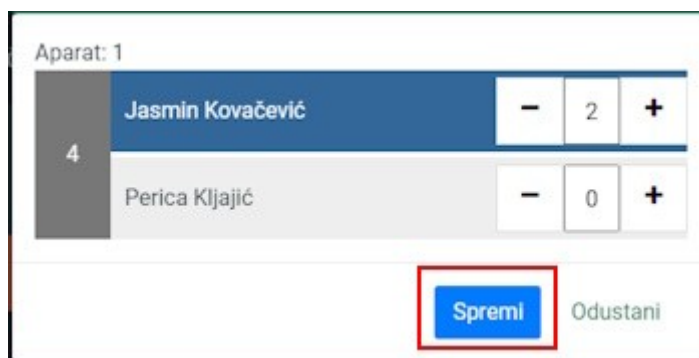 Aparat: 1
4
Jasmin Kovačević
− 2 +
Perica Kljajić
− 0 +
Spremi Odustani